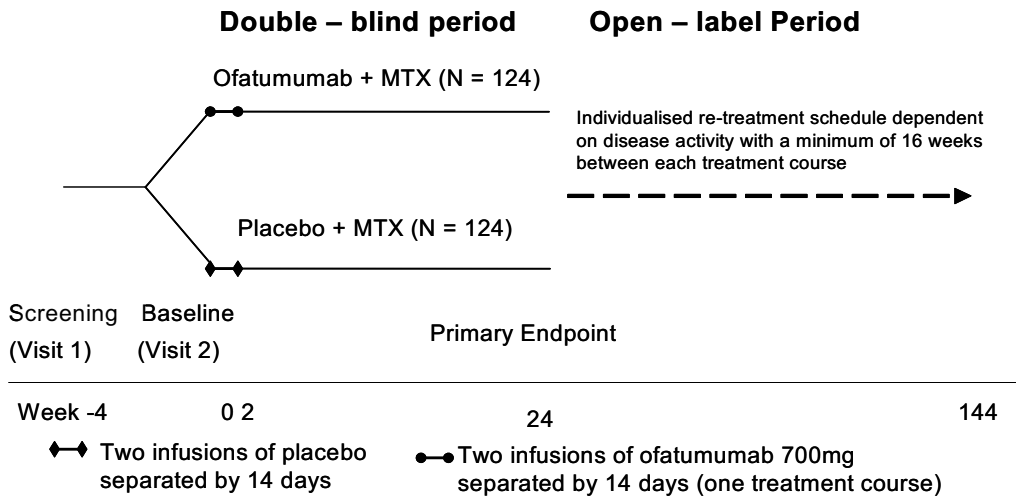 Double – blind period
Open – label Period
Ofatumumab + MTX (N = 124)
Individualised re-treatment schedule dependent
on disease activity with a minimum of 16 weeks
between each treatment course
Placebo + MTX (N = 124)
Screening
(Visit 1)
Baseline
(Visit 2)
Primary Endpoint
Week -4
0 2
24
144
Two infusions of placebo
separated by 14 days
Two infusions of ofatumumab 700mg
separated by 14 days (one treatment course)